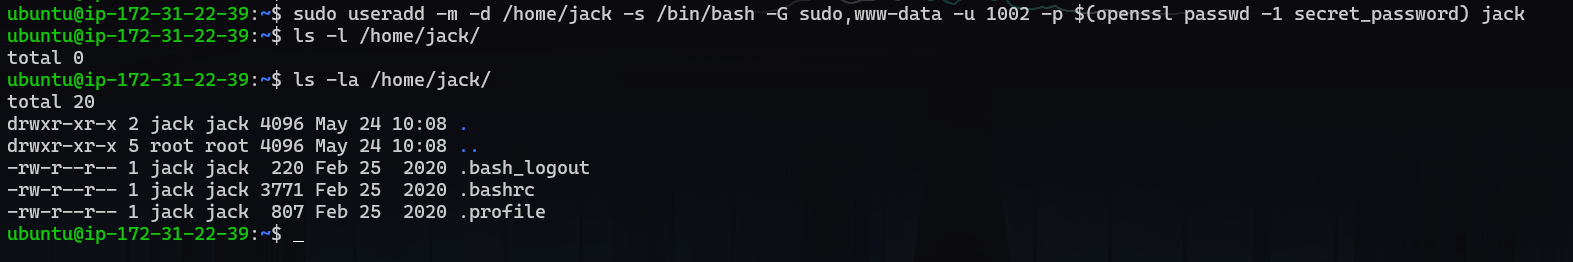 ubuntu@ip-172-31-22-39:~$ sudo useradd -m -d /home/jack -s /bin/bash -G sudo,www-data -u 1002 -p $(openssl passwd -1 secret_password) jack
ubuntu@ip-172-31-22-39:~$ ls -l /home/jack/
total 0
ubuntu@ip-172-31-22-39:~$ ls -la /home/jack/
total 20
drwxr-xr-x 2 jack jack 4096 May 24 10:08 .
drwxr-xr-x 5 root root 4096 May 24 10:08 ..
-rw-r--r-- 1 jack jack  220 Feb 25  2020 .bash_logout
-rw-r--r-- 1 jack jack 3771 Feb 25  2020 .bashrc
-rw-r--r-- 1 jack jack  807 Feb 25  2020 .profile
ubuntu@ip-172-31-22-39:~$ _